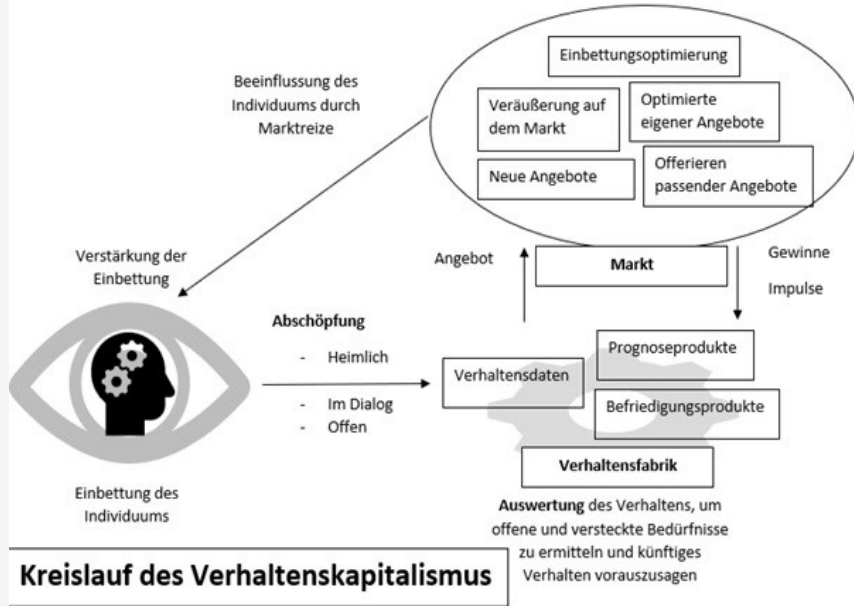 Einbettungsoptimierung
Beeinflussung des
Individuums durch
Marktreize
Veräußerung auf
dem Markt
Optimierte
eigener Angebote
Neue Angebote
Offerieren
passender Angebote
Verstärkung der
Einbettung
Angebot
Markt
Gewinne
Impulse
Abschöpfung
- Heimlich
- Im Dialog
- Offen
Verhaltensdaten
Prognoseprodukte
Befriedigungsprodukte
Verhaltensfabrik
Einbettung des
Individuums
Auswertung des Verhaltens, um
offene und versteckte Bedürfnisse
zu ermitteln und künftiges
Verhalten vorauszusagen
Kreislauf des Verhaltenskapitalismus